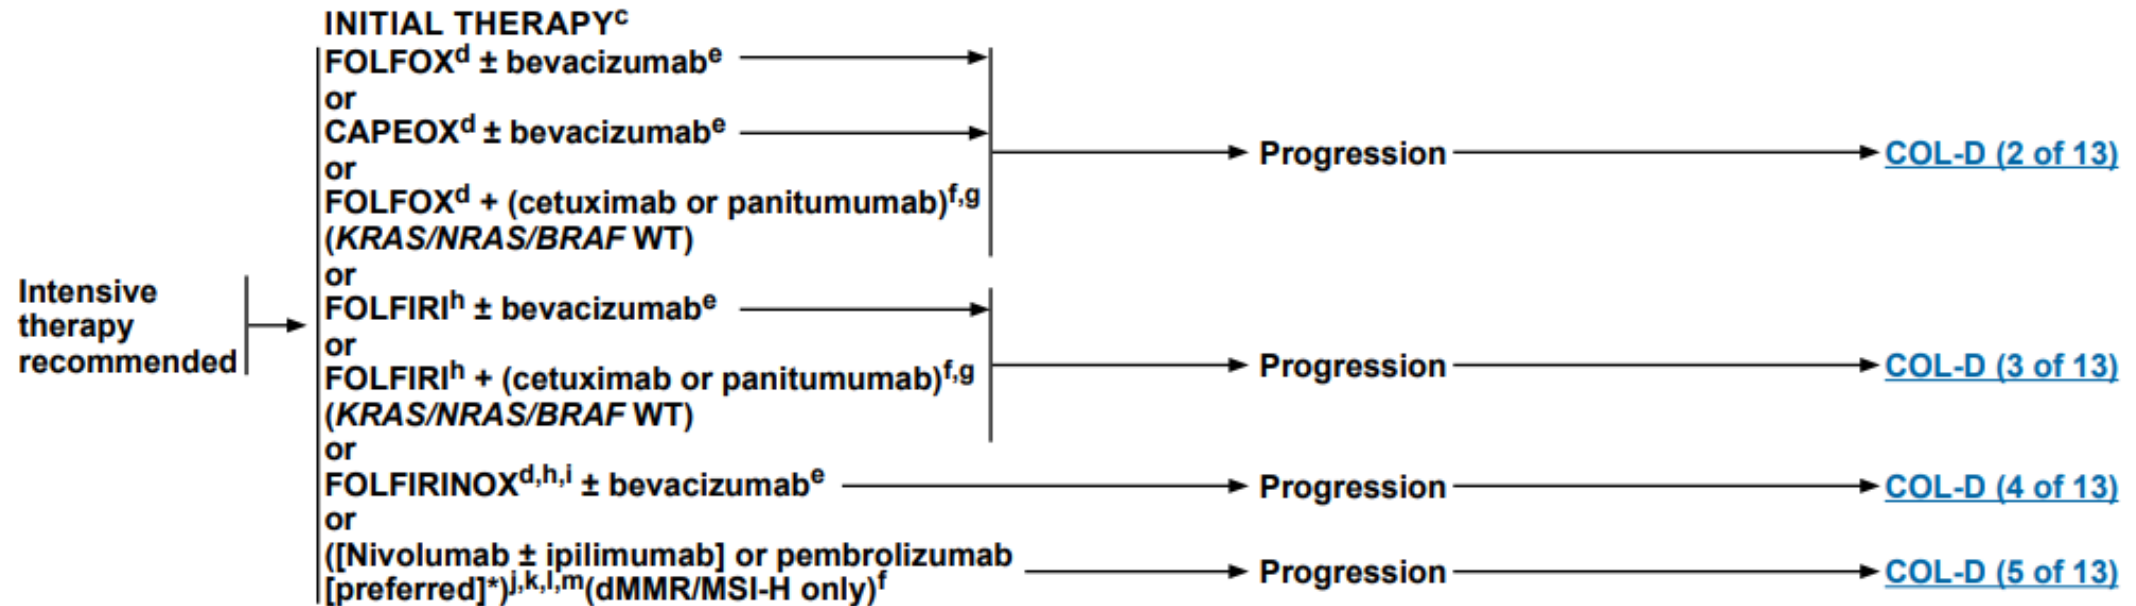 INITIAL THERAPYᶜ
FOLFOXᵈ ± bevacizumabᵉ
or
CAPEOXᵈ ± bevacizumabᵉ
or
FOLFOXᵈ + (cetuximab or panitumumab)ᶠ,ᵍ
(KRAS/NRAS/BRAF WT)
Progression
COL-D (2 of 13)
or
Intensive
therapy
recommended
FOLFIRIʰ ± bevacizumabᵉ
or
FOLFIRIʰ + (cetuximab or panitumumab)ᶠ,ᵍ
(KRAS/NRAS/BRAF WT)
Progression
COL-D (3 of 13)
or
FOLFIRINOXᵈ,ʰ,ⁱ ± bevacizumabᵉ
Progression
COL-D (4 of 13)
or
([Nivolumab ± ipilimumab] or pembrolizumab
[preferred]*)ʲ,ᵏ,ˡ,ᵐ(dMMR/MSI-H only)ᶠ
Progression
COL-D (5 of 13)